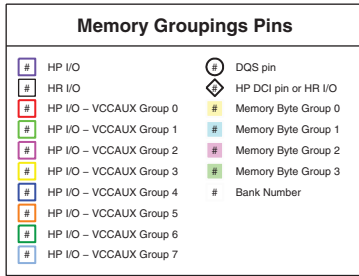 Memory Groupings Pins
# HP I/O
# HR I/O
# HP I/O – VCCAUX Group 0
# HP I/O – VCCAUX Group 1
# HP I/O – VCCAUX Group 2
# HP I/O – VCCAUX Group 3
# HP I/O – VCCAUX Group 4
# HP I/O – VCCAUX Group 5
# HP I/O – VCCAUX Group 6
# HP I/O – VCCAUX Group 7
# DQS pin
# HP DCI pin or HR I/O
# Memory Byte Group 0
# Memory Byte Group 1
# Memory Byte Group 2
# Memory Byte Group 3
# Bank Number